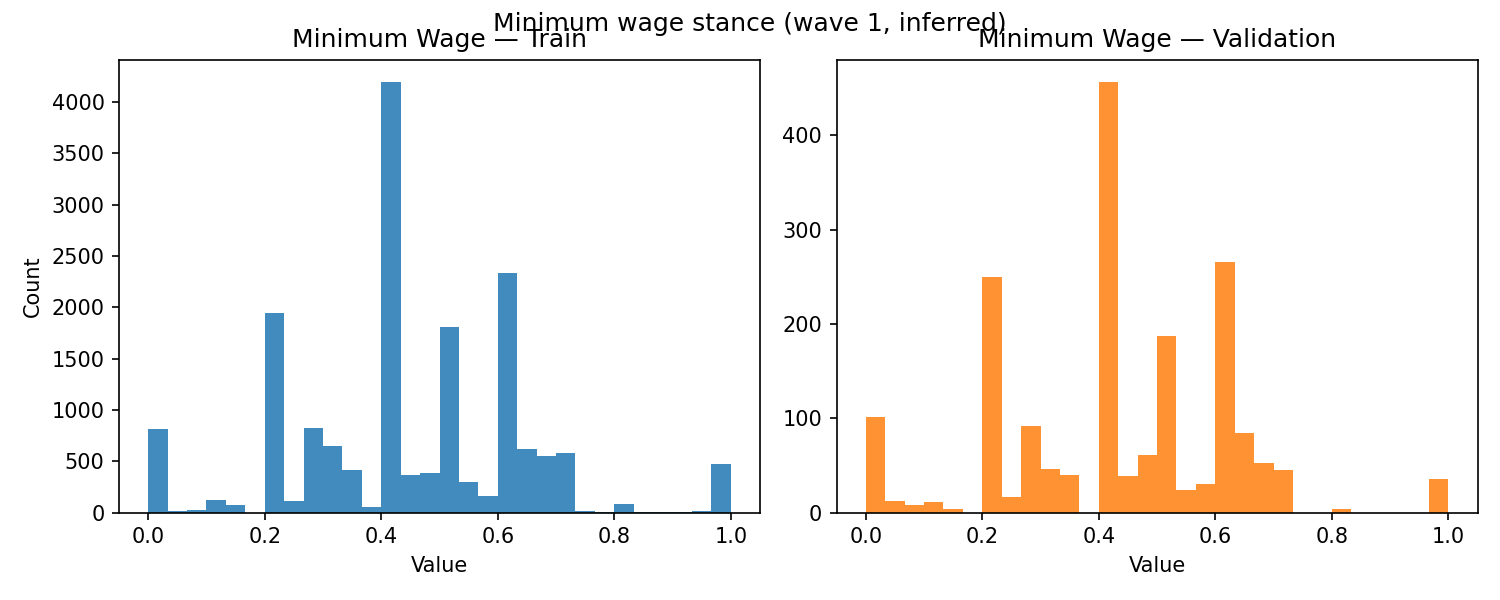 Minimum wage stance (wave 1, inferred)
Minimum Wage — Train
Minimum Wage — Validation
Count
4000
3500
3000
2500
2000
1500
1000
500
0
0.0 0.2 0.4 0.6 0.8 1.0
Value
400
300
200
100
0
0.0 0.2 0.4 0.6 0.8 1.0
Value